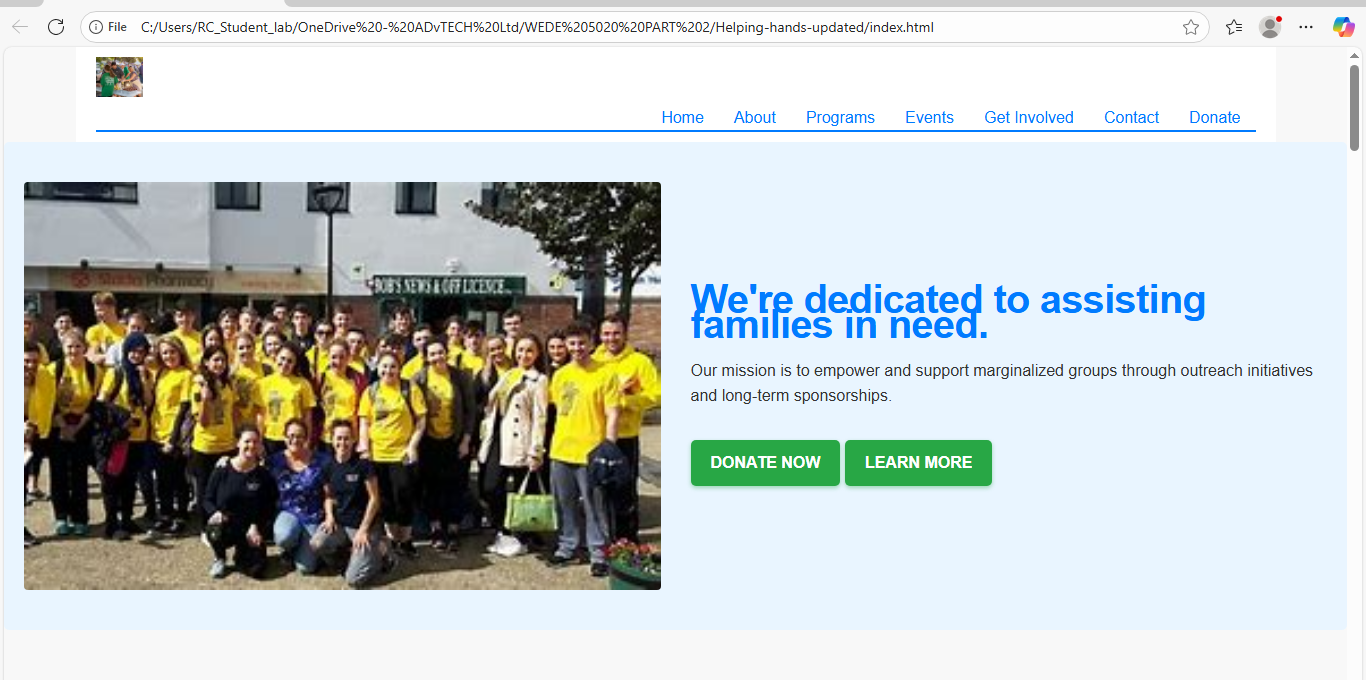 File C:/Users/RC_Student_lab/OneDrive%20-%20ADvTECH%20Ltd/WEDE%205020%20PART%202/Helping-hands-updated/index.html
Home About Programs Events Get Involved Contact Donate
Pharmacy
BOB'S NEWS & OFF LICENCE
We're dedicated to assisting
families in need.
Our mission is to empower and support marginalized groups through outreach initiatives
and long-term sponsorships.
DONATE NOW LEARN MORE